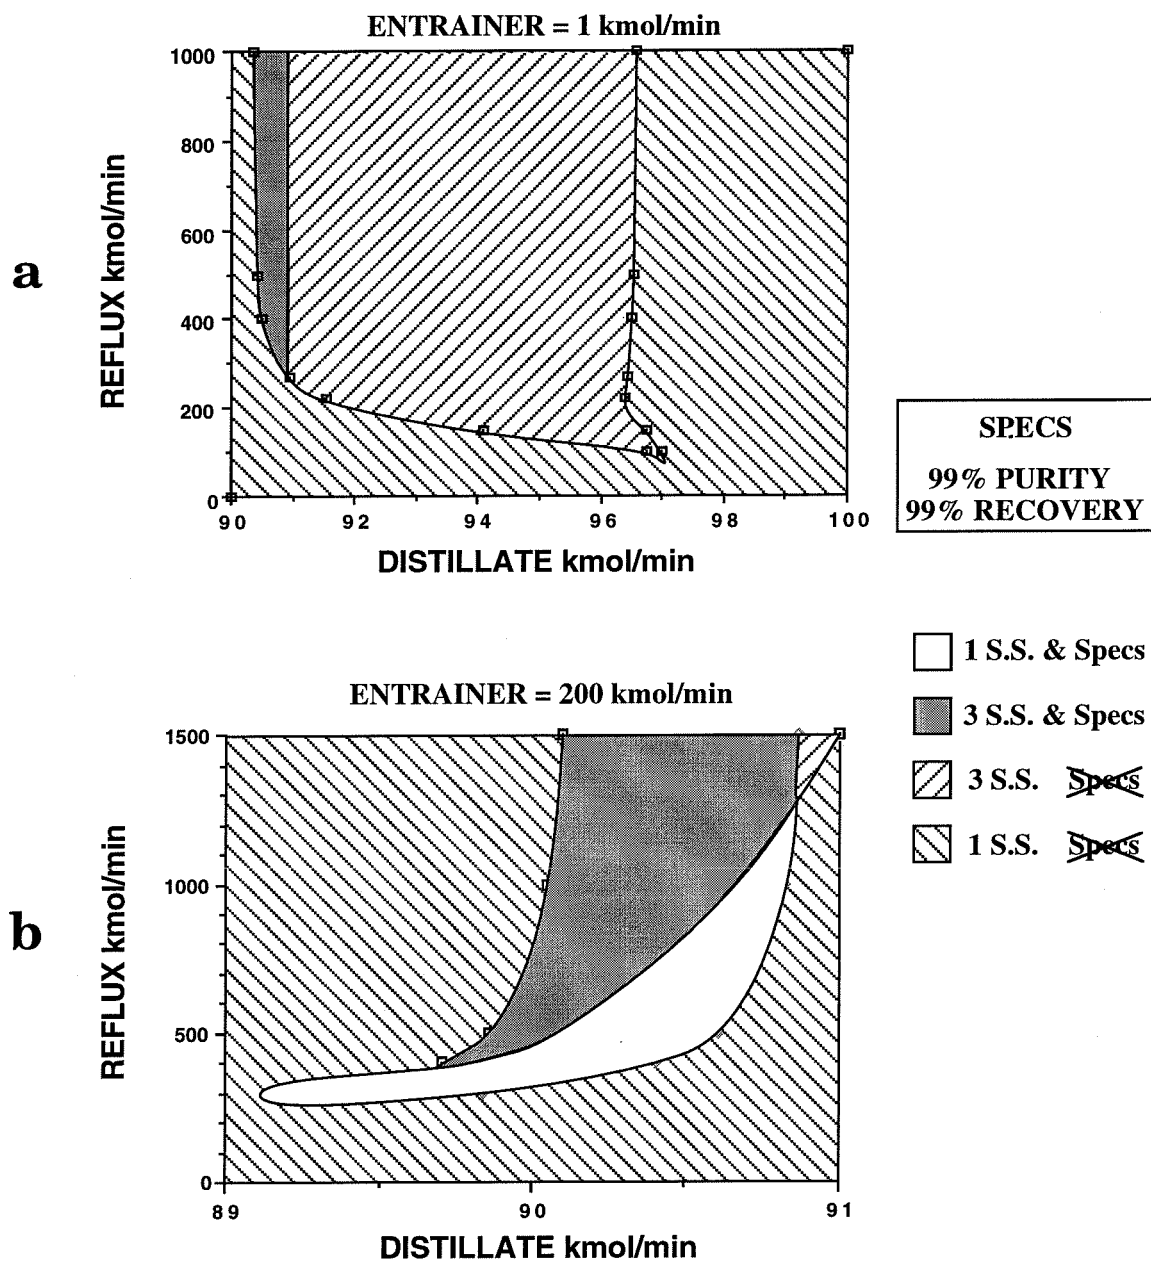 ENTRAINER = 1 kmol/min
1000
800
600
400
200
0
REFLUX kmol/min
a
90
92
94
96
98
100
DISTILLATE kmol/min
SPECS
99% PURITY
99% RECOVERY
1 S.S. & Specs
3 S.S. & Specs
3 S.S. Specs
1 S.S. Specs
ENTRAINER = 200 kmol/min
1500
1000
500
0
REFLUX kmol/min
b
89
90
91
DISTILLATE kmol/min